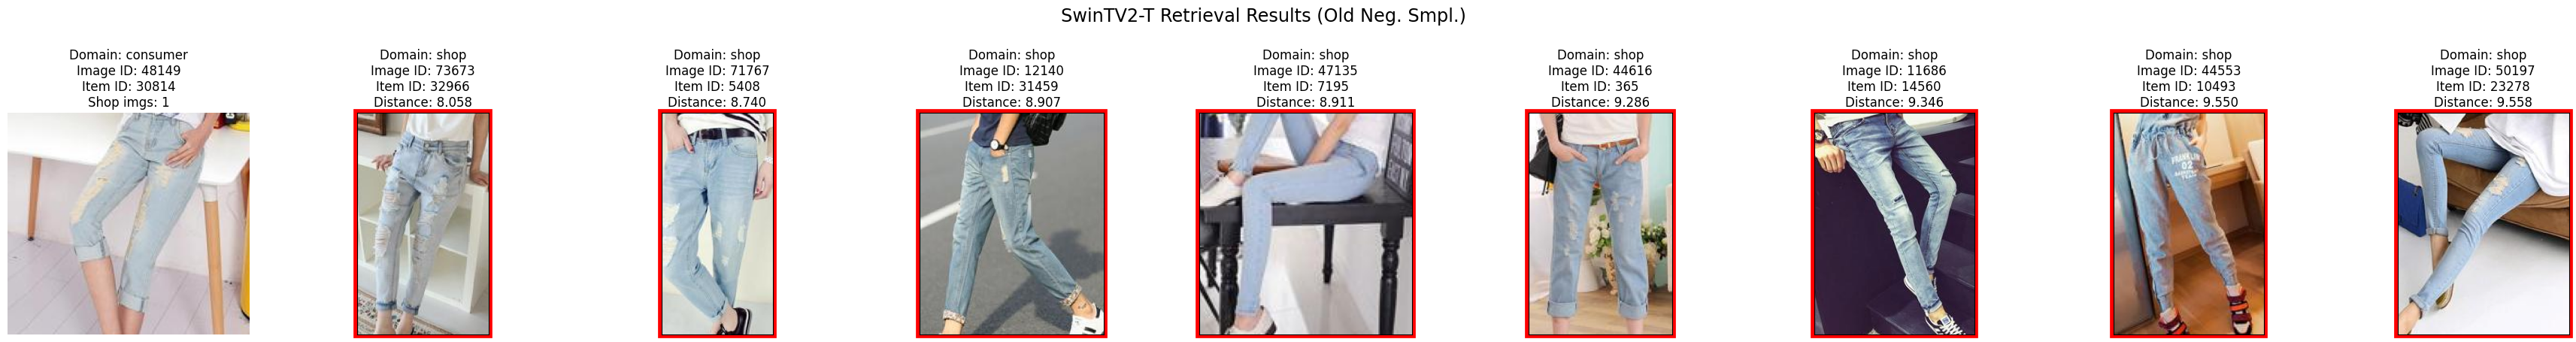 SwinTV2-T Retrieval Results (Old Neg. Smpl.)
Domain: consumer
Image ID: 48149
Item ID: 30814
Shop imgs: 1
Domain: shop
Image ID: 73673
Item ID: 32966
Distance: 8.058
Domain: shop
Image ID: 71767
Item ID: 5408
Distance: 8.740
Domain: shop
Image ID: 12140
Item ID: 31459
Distance: 8.907
Domain: shop
Image ID: 47135
Item ID: 7195
Distance: 8.911
Domain: shop
Image ID: 44616
Item ID: 365
Distance: 9.286
Domain: shop
Image ID: 11686
Item ID: 14560
Distance: 9.346
Domain: shop
Image ID: 44553
Item ID: 10493
Distance: 9.550
Domain: shop
Image ID: 50197
Item ID: 23278
Distance: 9.558
02
TEAM